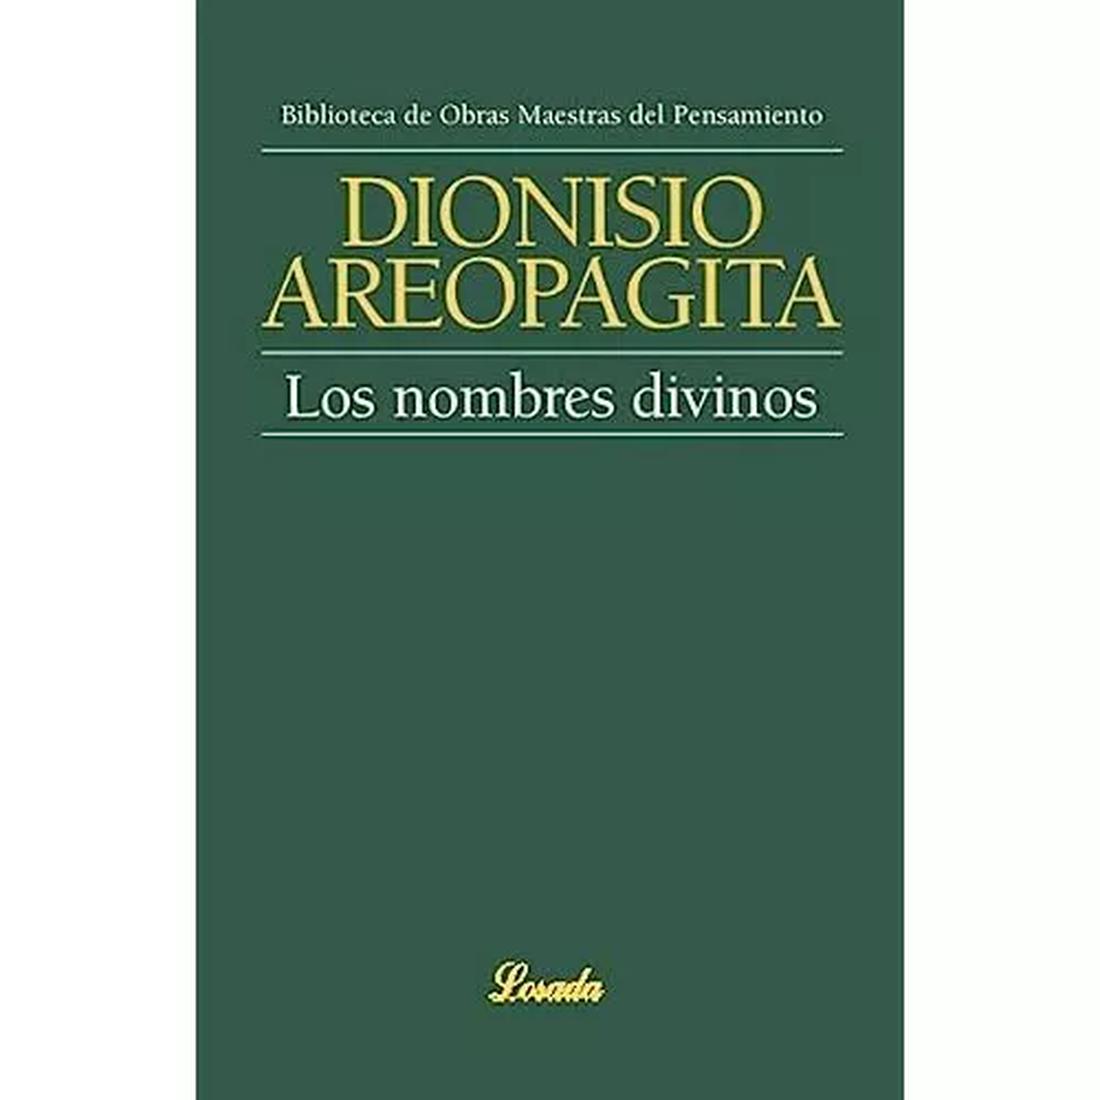 Biblioteca de Obras Maestras del Pensamiento
DIONISIO
AREOPAGITA
Los nombres divinos
Losada